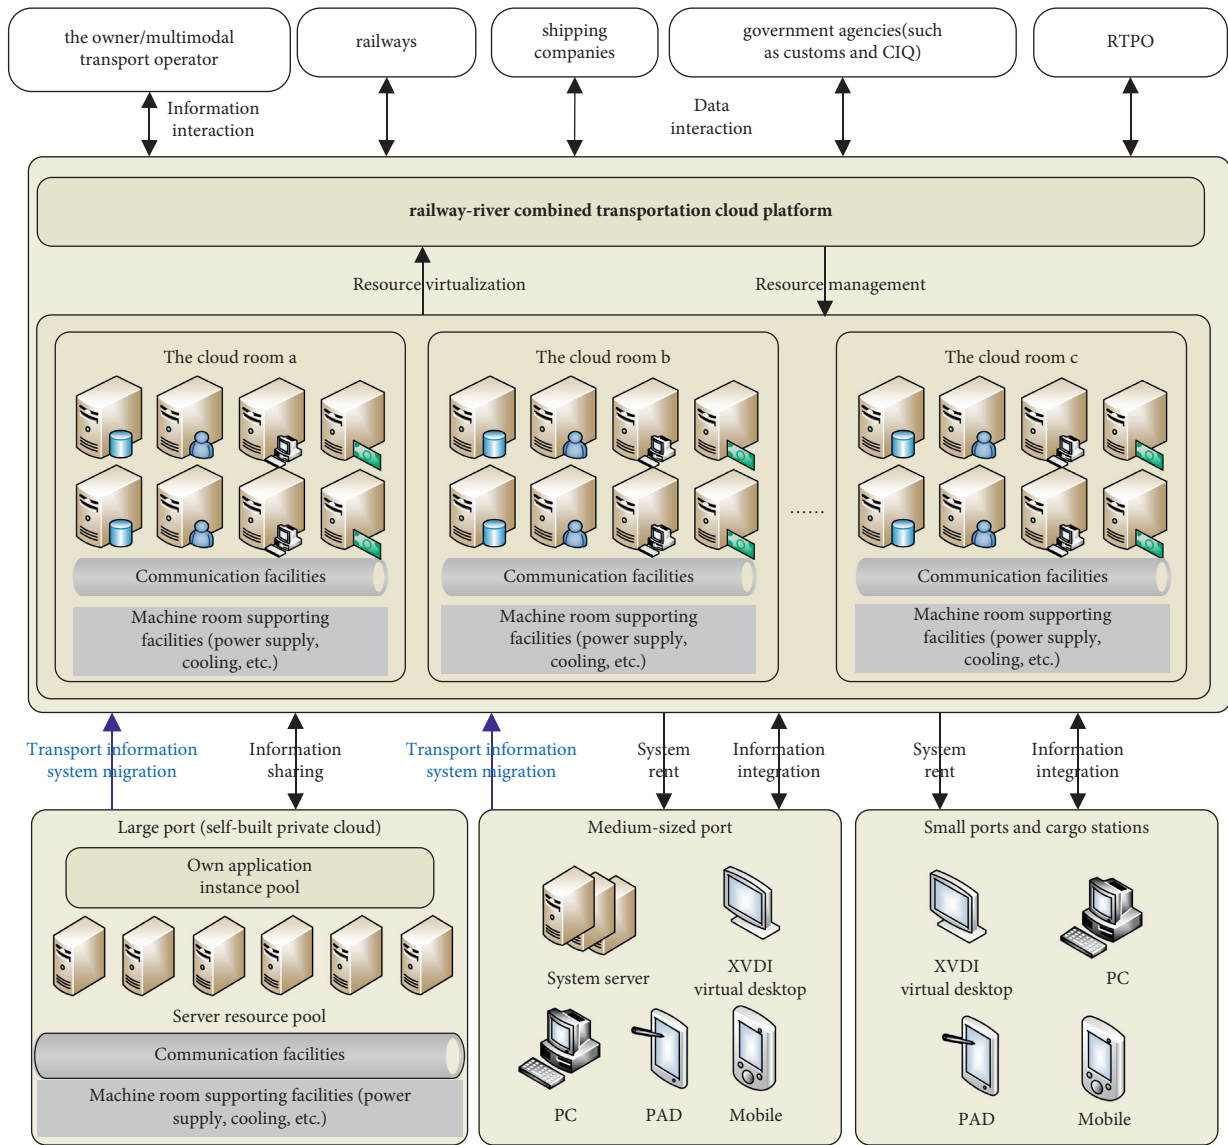 the owner/multimodal
transport operator
railways
shipping
companies
government agencies(such
as customs and CIQ)
RTPO
Information
interaction
Data
interaction
railway-river combined transportation cloud platform
Resource virtualization
Resource management
The cloud room a
The cloud room b
The cloud room c
......
Communication facilities
Communication facilities
Communication facilities
Machine room supporting
facilities (power supply,
cooling, etc.)
Machine room supporting
facilities (power supply,
cooling, etc.)
Machine room supporting
facilities (power supply,
cooling, etc.)
Transport information
system migration
Information
sharing
Transport information
system migration
System
rent
Information
integration
System
rent
Information
integration
Large port (self-built private cloud)
Own application
instance pool
Server resource pool
Communication facilities
Machine room supporting facilities (power
supply, cooling, etc.)
Medium-sized port
System server
XVDI
virtual desktop
PC
PAD
Mobile
Small ports and cargo stations
XVDI
virtual desktop
PC
PAD
Mobile